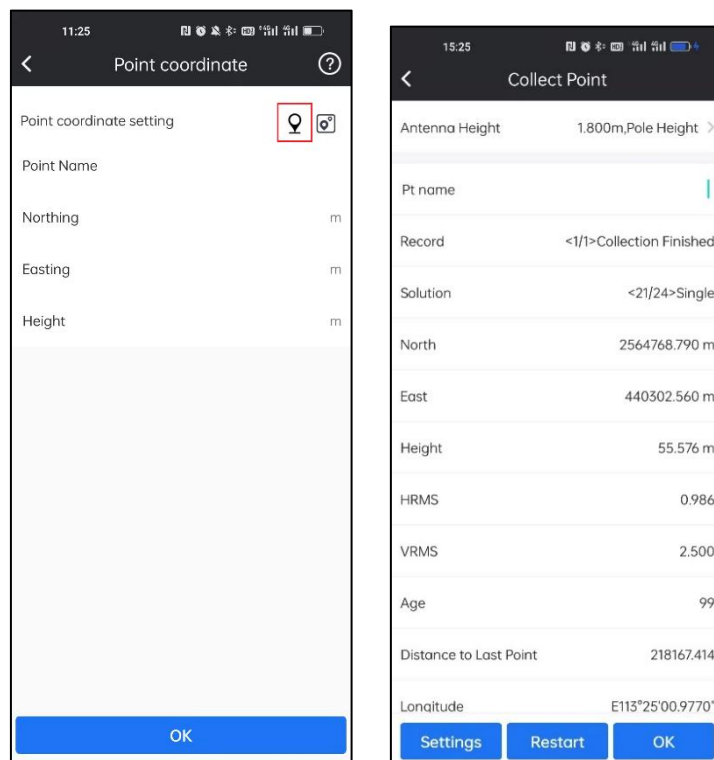 11:25
Point coordinate
Point coordinate setting
Point Name
Northing m
Easting m
Height m
OK
15:25
Collect Point
Antenna Height 1.800m,Pole Height
Pt name
Record <1/1>Collection Finished
Solution <21/24>Single
North 2564768.790 m
East 440302.560 m
Height 55.576 m
HRMS 0.986
VRMS 2.500
Age 99
Distance to Last Point 218167.414
Longitude E113°25'00.9770"
Settings Restart OK